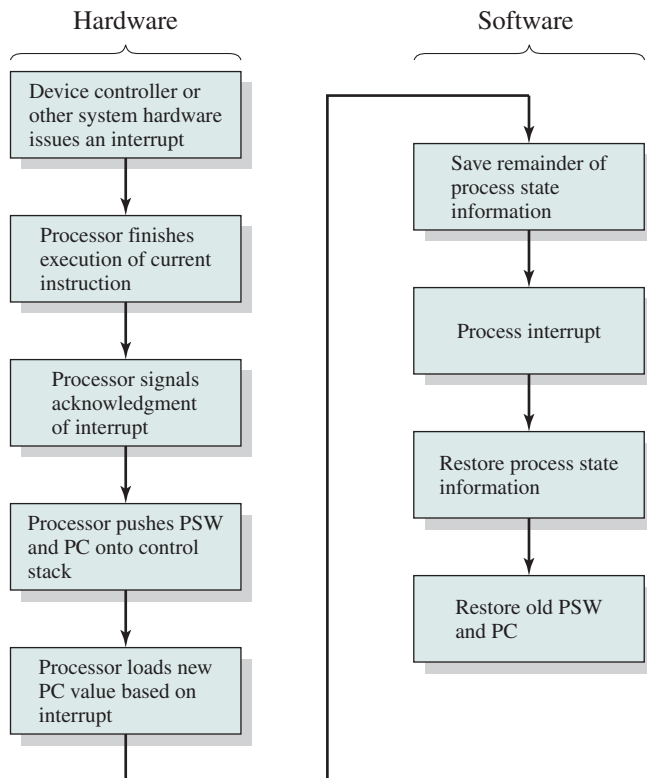 Hardware
Device controller or
other system hardware
issues an interrupt
Processor finishes
execution of current
instruction
Processor signals
acknowledgment
of interrupt
Processor pushes PSW
and PC onto control
stack
Processor loads new
PC value based on
interrupt
Software
Save remainder of
process state
information
Process interrupt
Restore process state
information
Restore old PSW
and PC